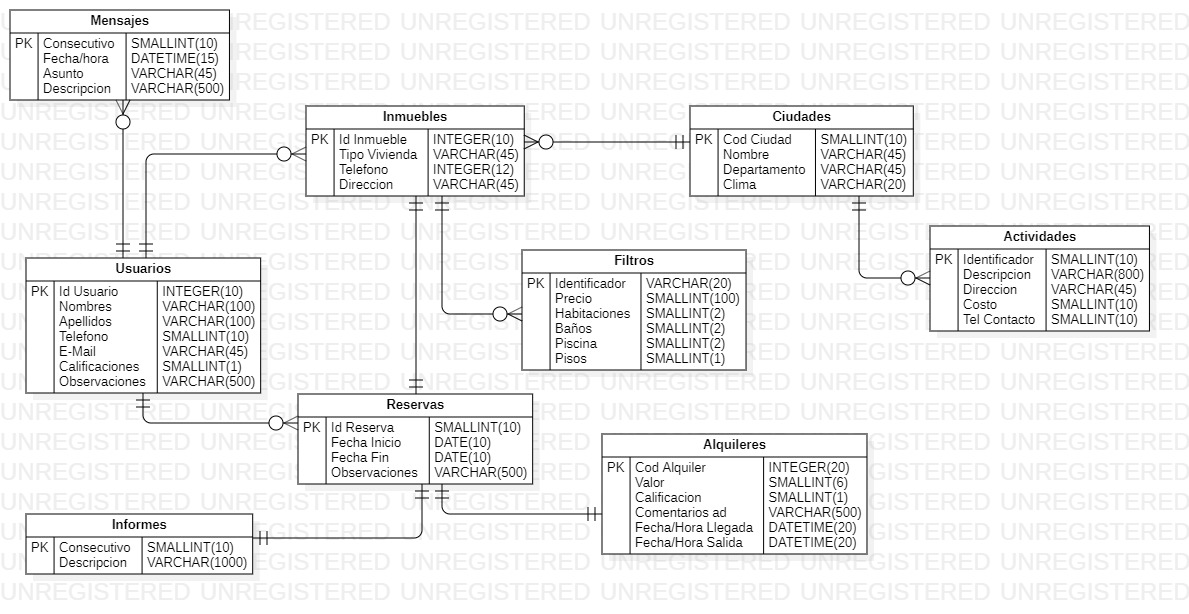 Mensajes
PK Consecutivo SMALLINT(10)
Fecha/hora DATETIME(15)
Asunto VARCHAR(45)
Descripcion VARCHAR(500)
Inmuebles
PK Id Inmueble INTEGER(10)
Tipo Vivienda VARCHAR(45)
Telefono INTEGER(12)
Direccion VARCHAR(45)
Ciudades
PK Cod Ciudad SMALLINT(10)
Nombre VARCHAR(45)
Departamento VARCHAR(45)
Clima VARCHAR(20)
Actividades
PK Identificador SMALLINT(10)
Descripcion VARCHAR(800)
Direccion VARCHAR(45)
Costo SMALLINT(10)
Tel Contacto SMALLINT(10)
Usuarios
PK Id Usuario INTEGER(10)
Nombres VARCHAR(100)
Apellidos VARCHAR(100)
Telefono SMALLINT(10)
E-Mail VARCHAR(45)
Calificaciones SMALLINT(1)
Observaciones VARCHAR(500)
Filtros
PK Identificador VARCHAR(20)
Precio SMALLINT(100)
Habitaciones SMALLINT(2)
Baños SMALLINT(2)
Piscina SMALLINT(2)
Pisos SMALLINT(1)
Reservas
PK Id Reserva SMALLINT(10)
Fecha Inicio DATE(10)
Fecha Fin DATE(10)
Observaciones VARCHAR(500)
Alquileres
PK Cod Alquiler INTEGER(20)
Valor SMALLINT(6)
Calificacion SMALLINT(1)
Comentarios ad VARCHAR(500)
Fecha/Hora Llegada DATETIME(20)
Fecha/Hora Salida DATETIME(20)
Informes
PK Consecutivo SMALLINT(10)
Descripcion VARCHAR(1000)
UNREGISTERED